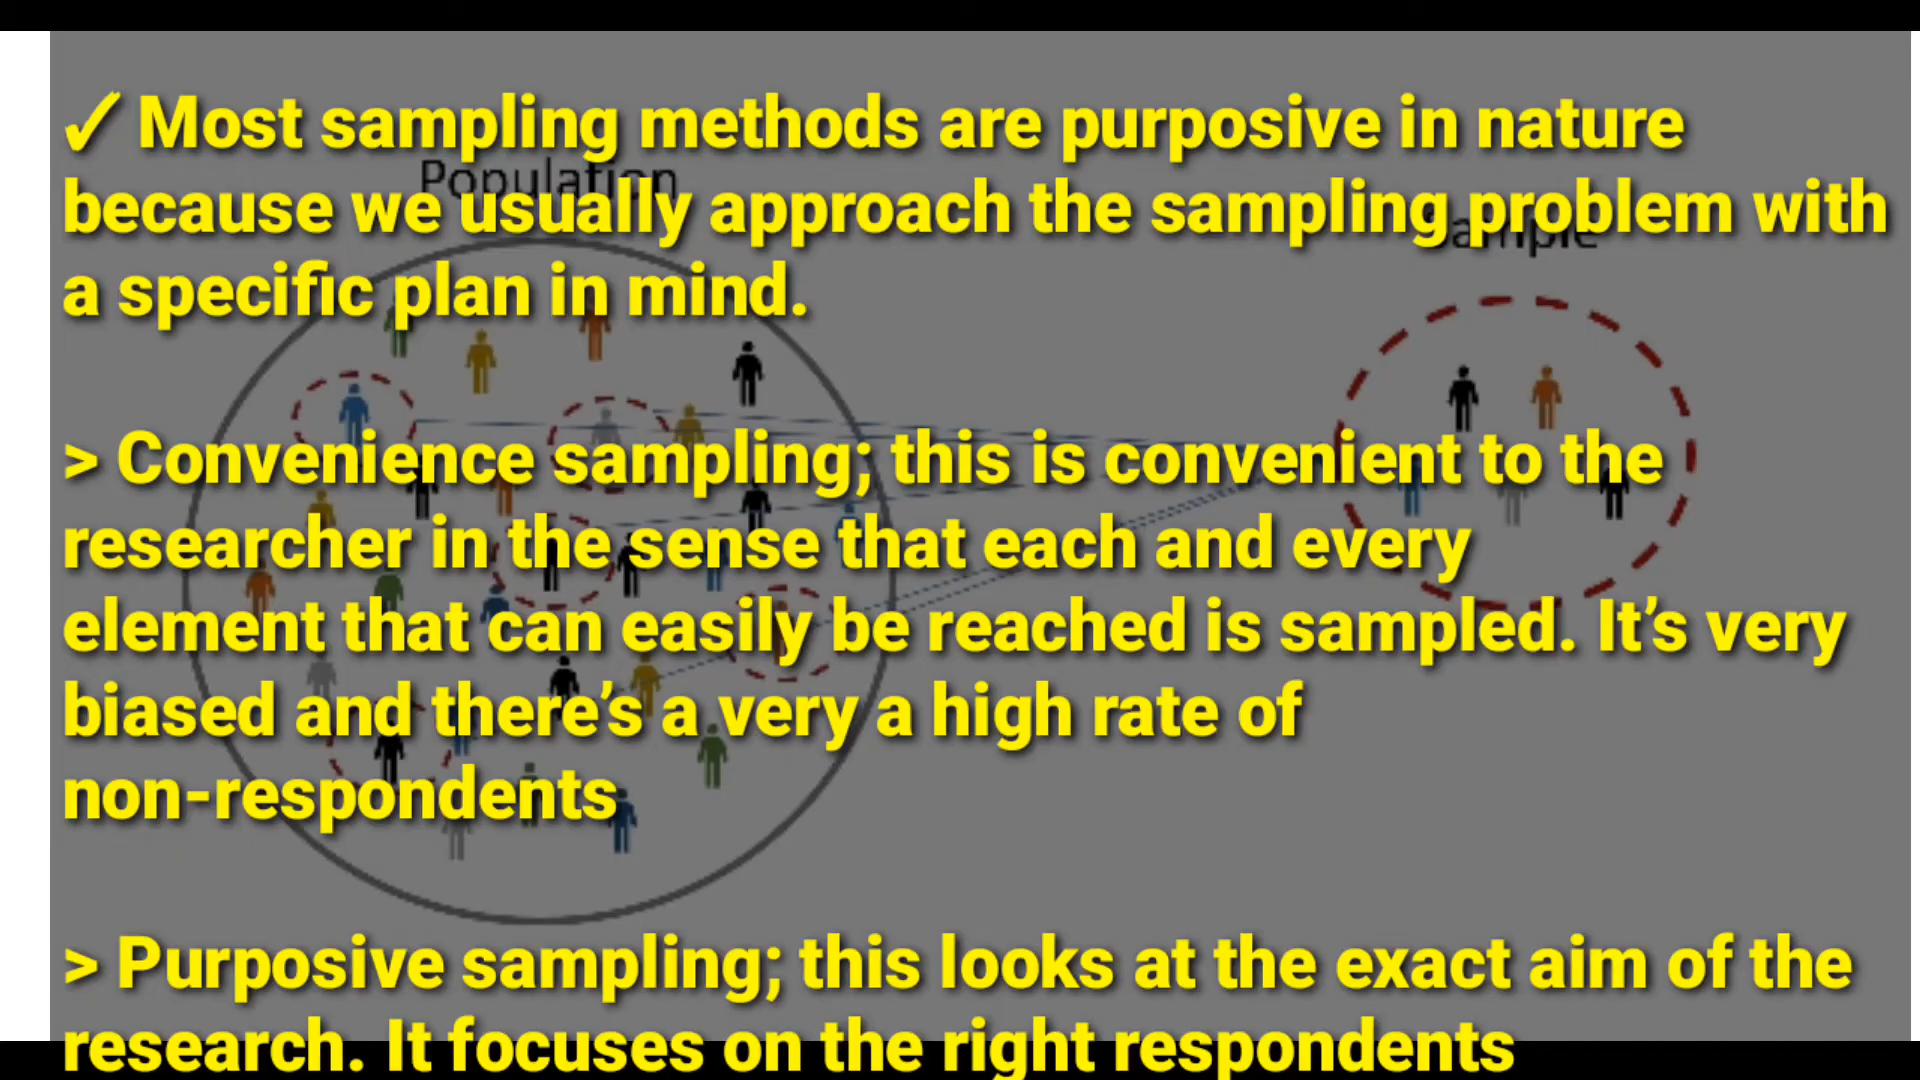 ✓ Most sampling methods are purposive in nature
Population
because we usually approach the sampling problem with
Sample
a specific plan in mind.
> Convenience sampling; this is convenient to the
researcher in the sense that each and every
element that can easily be reached is sampled. It’s very
biased and there’s a very a high rate of
non-respondents
> Purposive sampling; this looks at the exact aim of the
research. It focuses on the right respondents